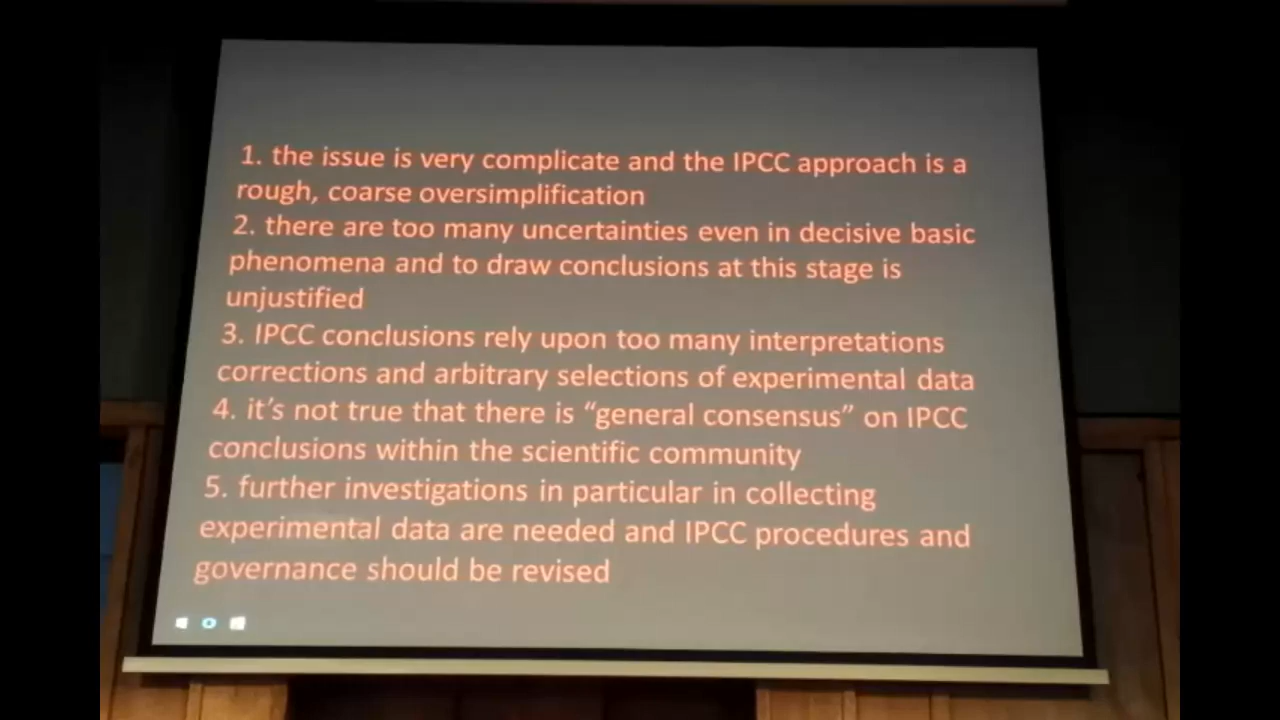 1. the issue is very complicate and the IPCC approach is a
rough, coarse oversimplification
2. there are too many uncertainties even in decisive basic
phenomena and to draw conclusions at this stage is
unjustified
3. IPCC conclusions rely upon too many interpretations
corrections and arbitrary selections of experimental data
4. it’s not true that there is “general consensus” on IPCC
conclusions within the scientific community
5. further investigations in particular in collecting
experimental data are needed and IPCC procedures and
governance should be revised